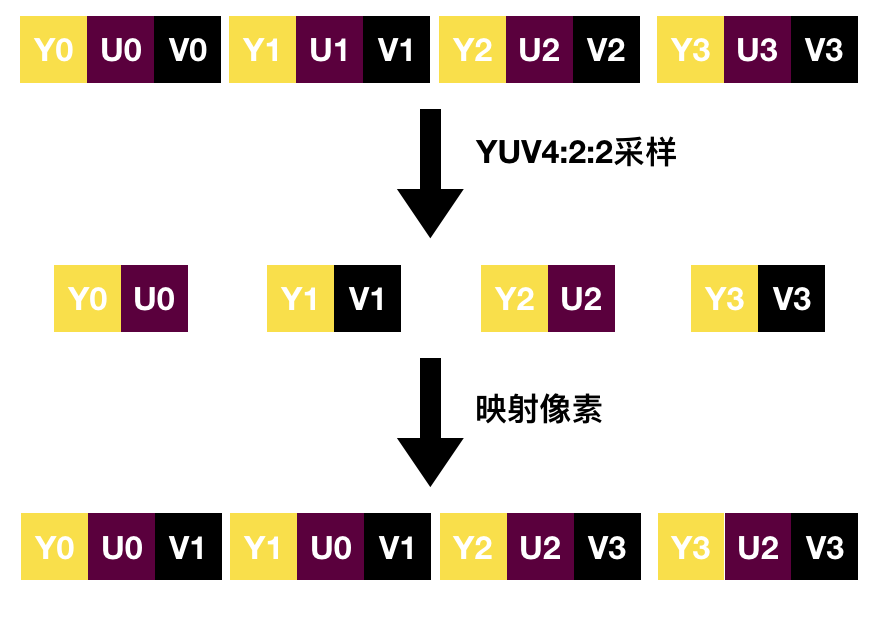 Y0 U0 V0 Y1 U1 V1 Y2 U2 V2 Y3 U3 V3
YUV4:2:2采样
Y0 U0 Y1 V1 Y2 U2 Y3 V3
映射像素
Y0 U0 V1 Y1 U0 V1 Y2 U2 V3 Y3 U2 V3